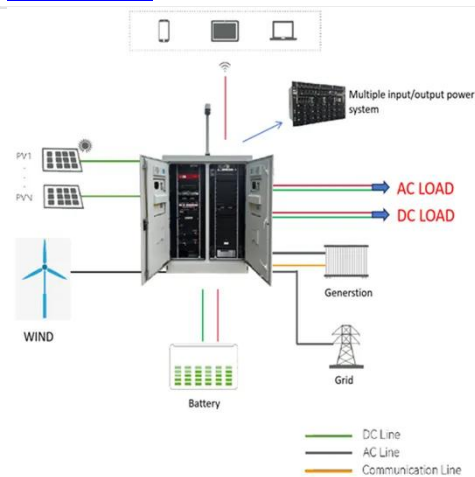 Multiple input/output power
system
PV1
PVN
AC LOAD
DC LOAD
WIND
Generstion
Grid
Battery
DC Line
AC Line
Communication Line